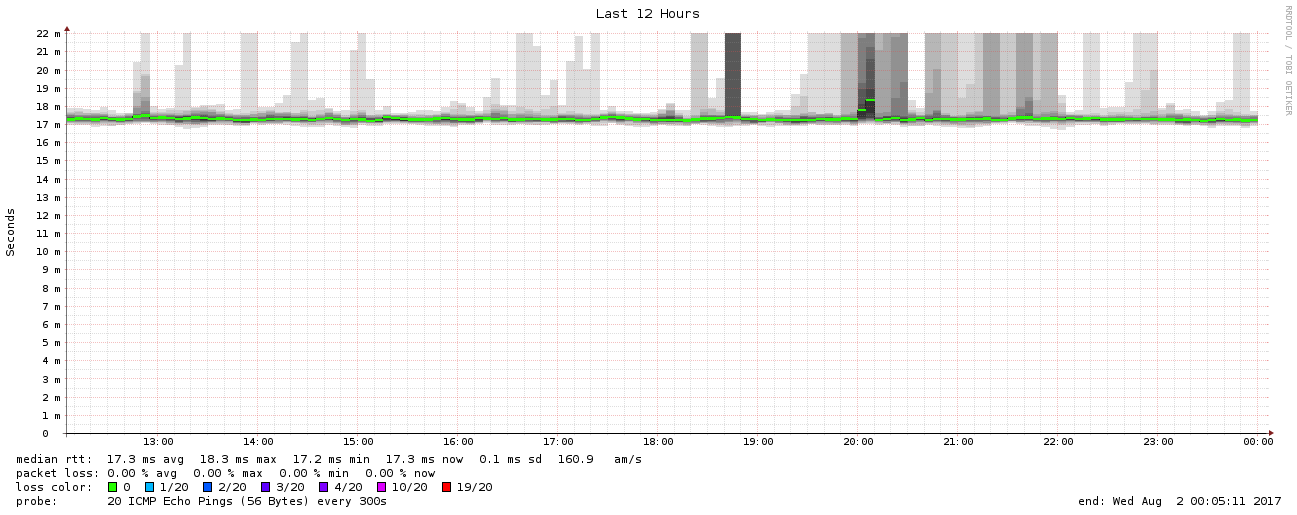 Last 12 Hours
RRDTOOL / TOBI OETIKER
Seconds
22 m
21 m
20 m
19 m
18 m
17 m
16 m
15 m
14 m
13 m
12 m
11 m
10 m
9 m
8 m
7 m
6 m
5 m
4 m
3 m
2 m
1 m
0
13:00 14:00 15:00 16:00 17:00 18:00 19:00 20:00 21:00 22:00 23:00 00:00
median rtt: 17.3 ms avg 18.3 ms max 17.2 ms min 17.3 ms now 0.1 ms sd 160.9 am/s
packet loss: 0.00 % avg 0.00 % max 0.00 % min 0.00 % now
loss color: 0 1/20 2/20 3/20 4/20 10/20 19/20
probe: 20 ICMP Echo Pings (56 Bytes) every 300s end: Wed Aug 2 00:05:11 2017